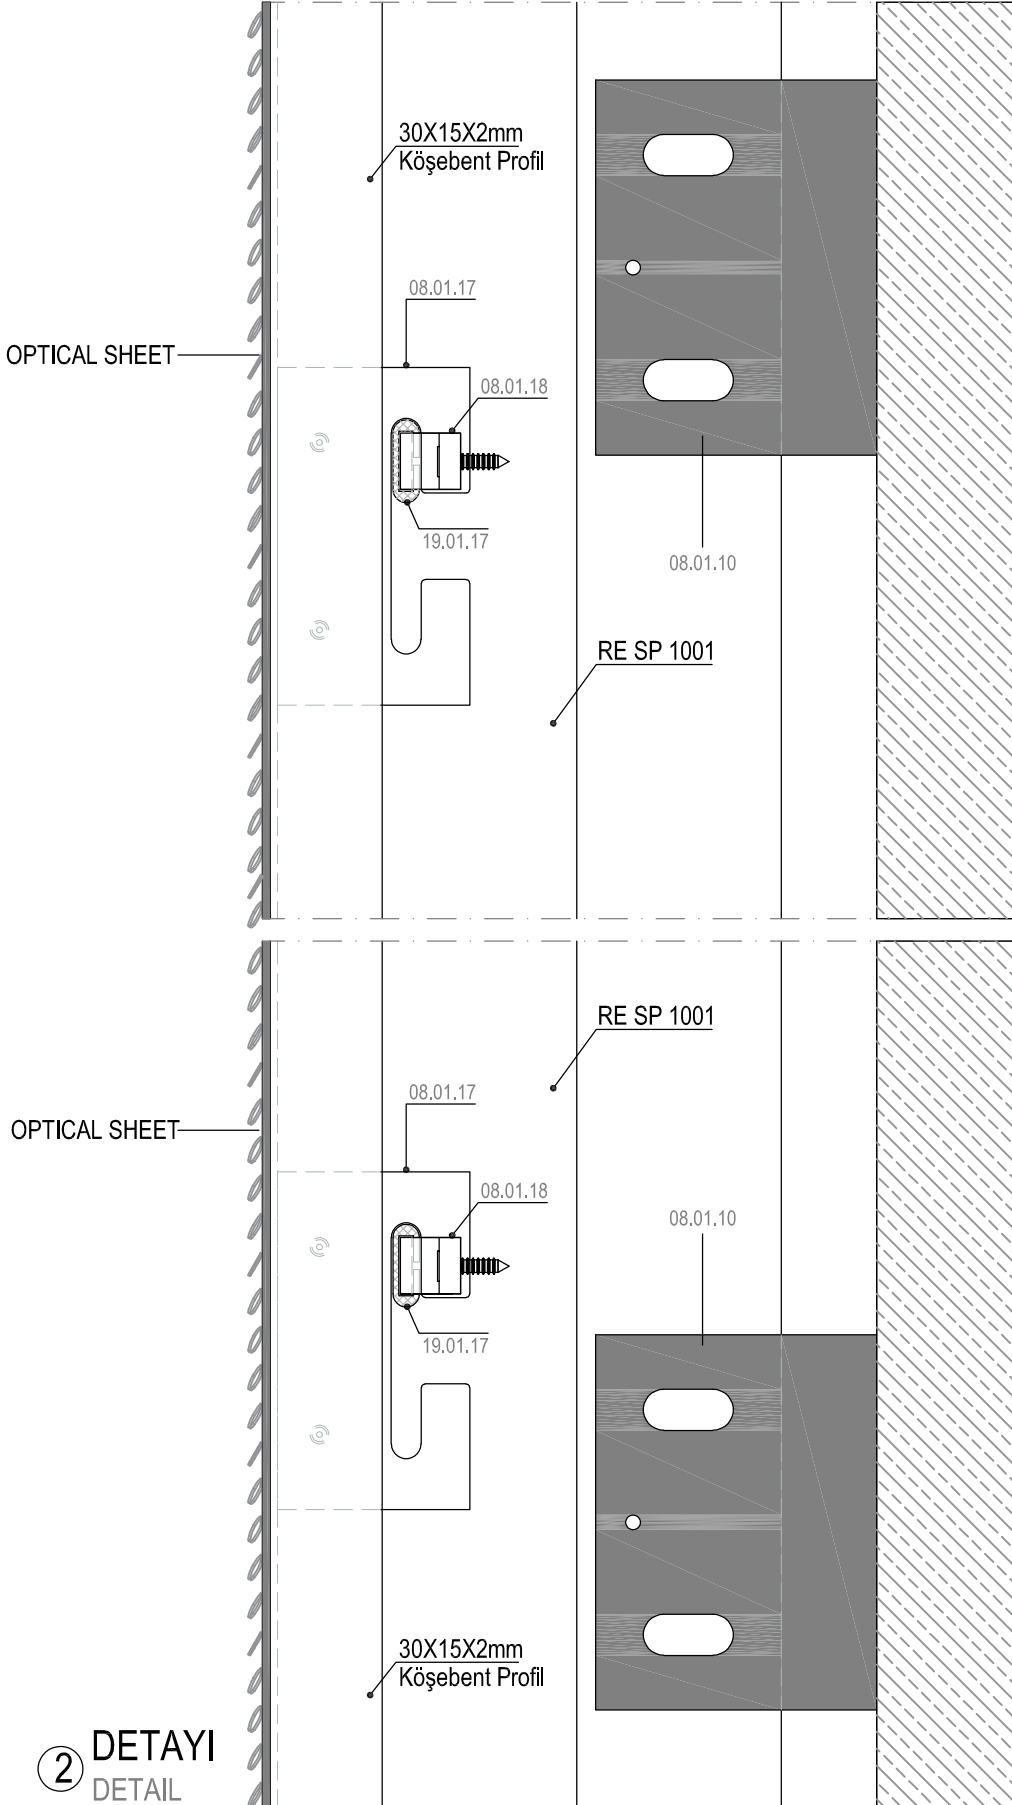 30X15X2mm
Köşebent Profil
08.01.17
OPTICAL SHEET
08.01.18
19.01.17
08.01.10
RE SP 1001
RE SP 1001
08.01.17
OPTICAL SHEET
08.01.18
08.01.10
19.01.17
30X15X2mm
Köşebent Profil
2 DETAYI
DETAIL